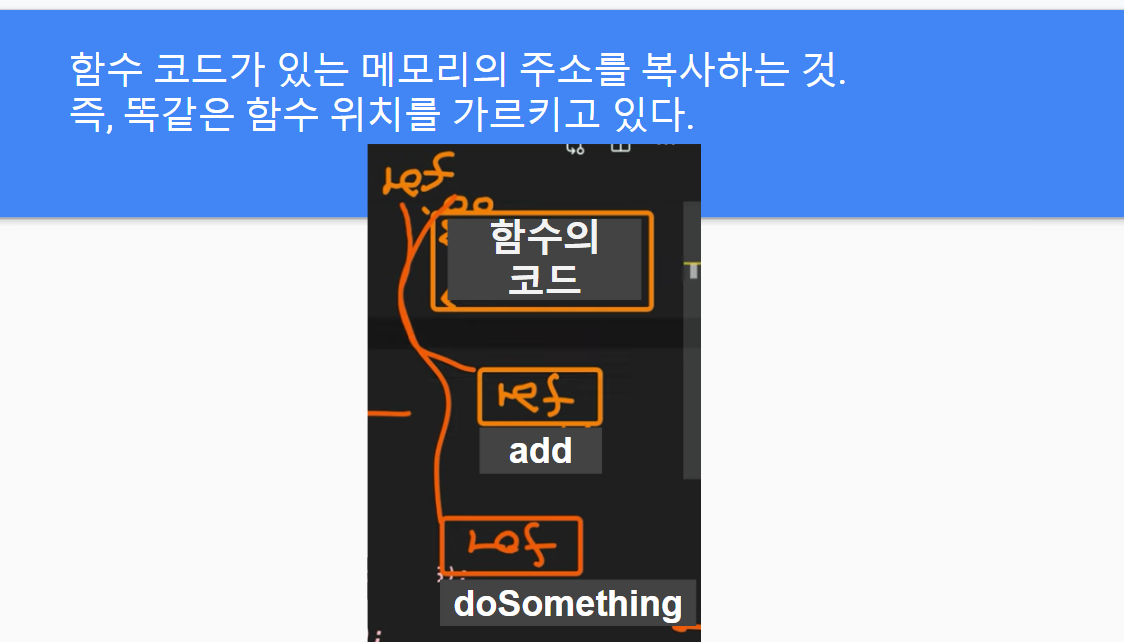 함수 코드가 있는 메모리의 주소를 복사하는 것.
즉, 똑같은 함수 위치를 가르키고 있다.
ref
함수의
코드
ref
add
ref
doSomething